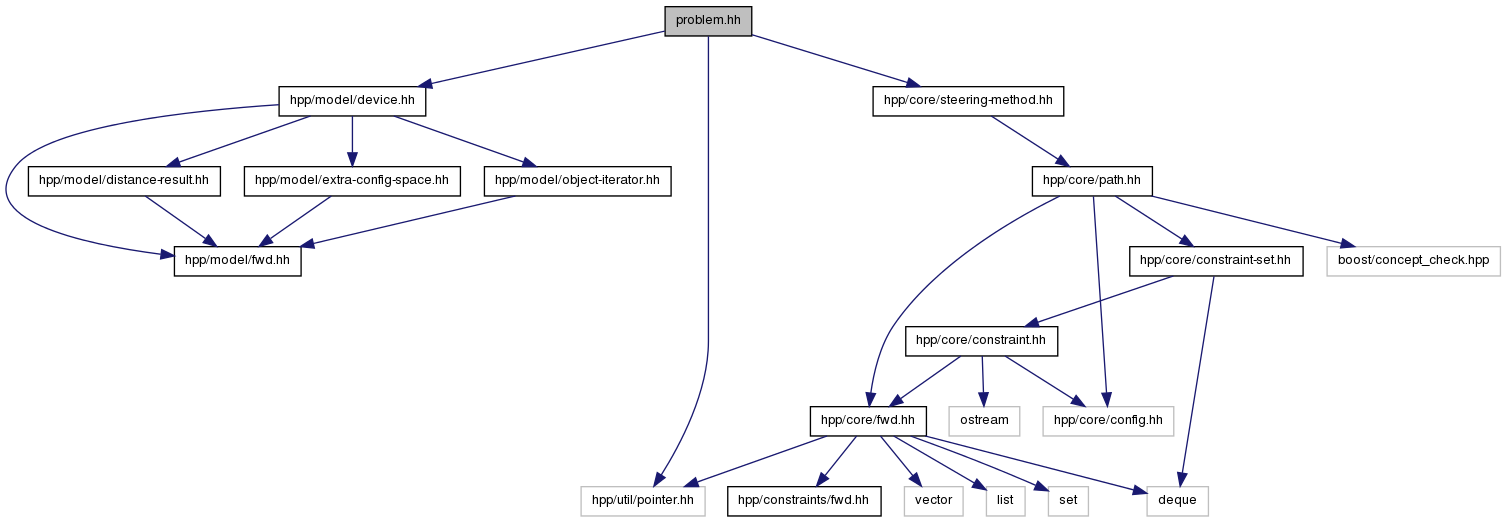 problem.hh
hpp/model/device.hh
hpp/core/steering-method.hh
hpp/model/distance-result.hh
hpp/model/extra-config-space.hh
hpp/model/object-iterator.hh
hpp/core/path.hh
hpp/model/fwd.hh
hpp/core/constraint-set.hh
boost/concept_check.hpp
hpp/core/constraint.hh
hpp/core/fwd.hh
ostream
hpp/core/config.hh
hpp/util/pointer.hh
hpp/constraints/fwd.hh
vector
list
set
deque